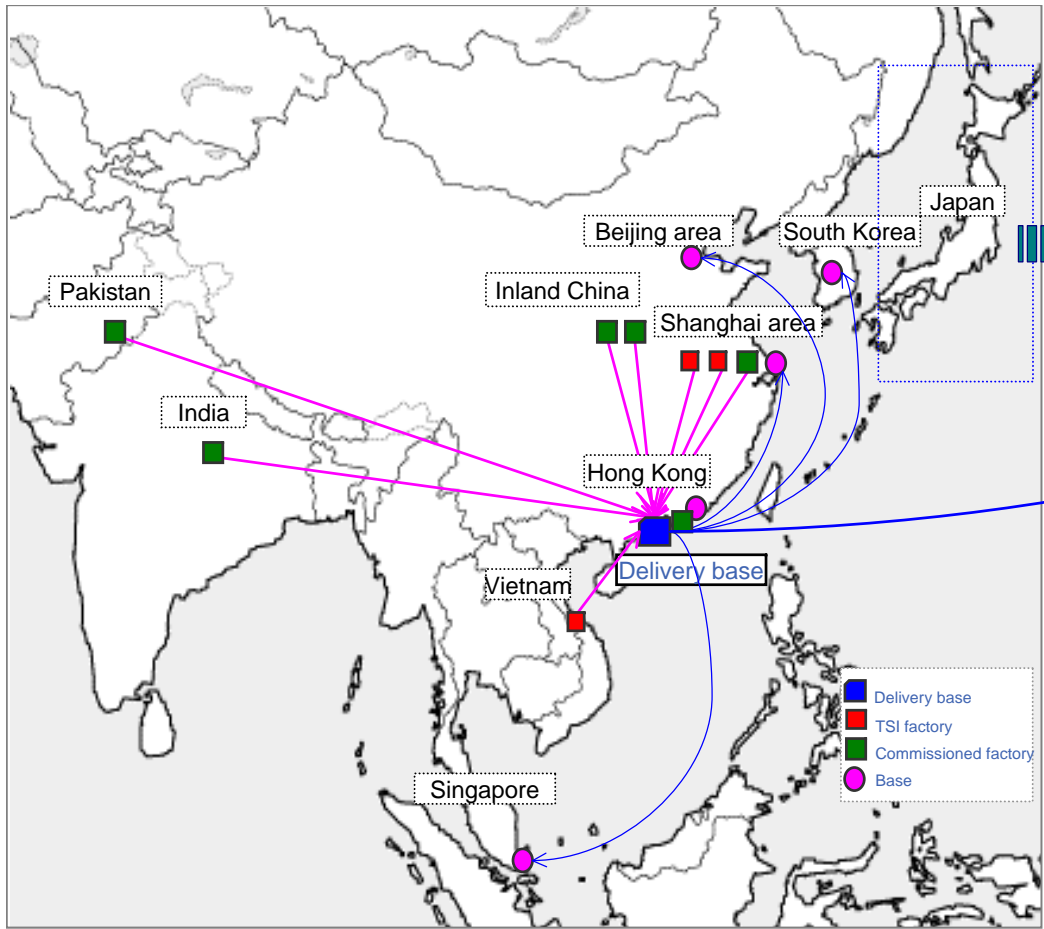 Japan
Beijing area
South Korea
Pakistan
Inland China
Shanghai area
India
Hong Kong
Delivery base
Vietnam
Delivery base
TSI factory
Commissioned factory
Base
Singapore